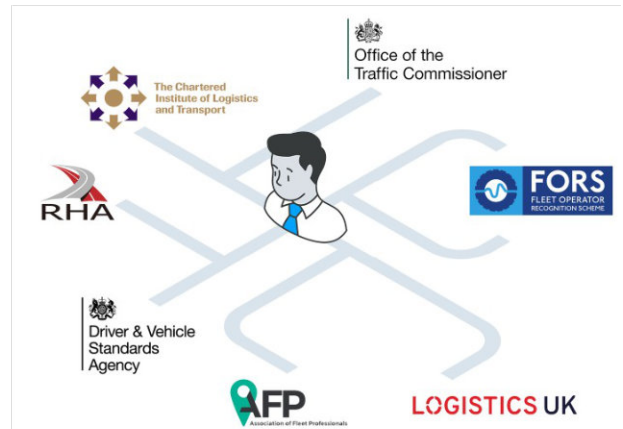 Office of the
Traffic Commissioner
The Chartered
Institute of Logistics
and Transport
RHA
FORS
FLEET OPERATOR
RECOGNITION SCHEME
Driver & Vehicle
Standards
Agency
AFP
Association of Fleet Professionals
LOGISTICS UK